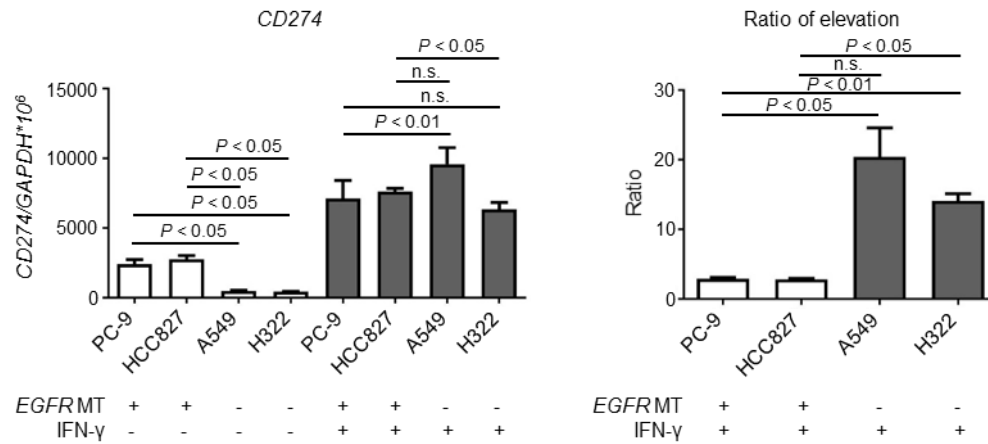 CD274
P < 0.05
n.s.
n.s.
P < 0.01
P < 0.05
P < 0.05
P < 0.05
P < 0.05
CD274/GAPDH*10⁶
15000
10000
5000
0
PC-9 HCC827 A549 H322 PC-9 HCC827 A549 H322
EGFR MT + + - - + + - -
IFN-γ - - - - + + + +
Ratio of elevation
P < 0.05
n.s.
P < 0.01
P < 0.05
Ratio
30
20
10
0
PC-9 HCC827 A549 H322
EGFR MT + + - -
IFN-γ + + + +